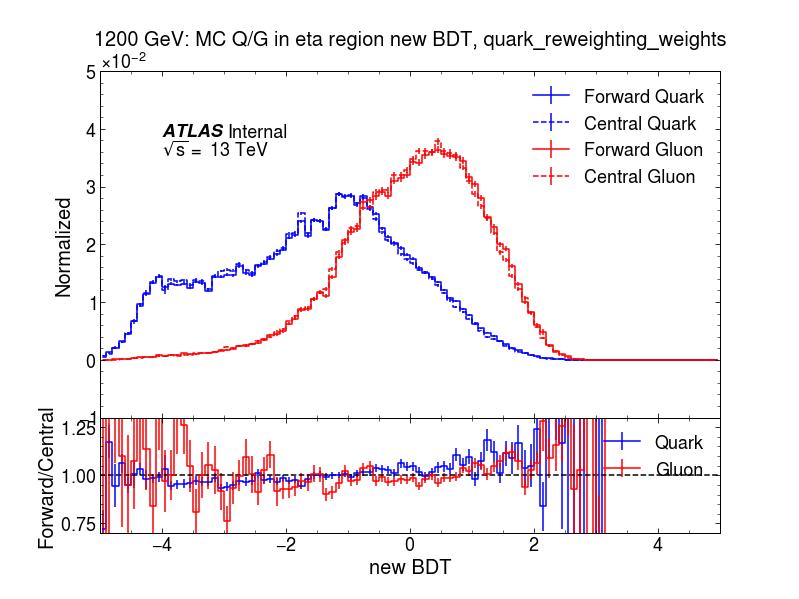 1200 GeV: MC Q/G in eta region new BDT, quark_reweighting_weights
×10⁻²
5
4
3
2
1
0
−1
Normalized
ATLAS Internal
√s = 13 TeV
Forward Quark
Central Quark
Forward Gluon
Central Gluon
1.25
1.00
0.75
Forward/Central
Quark
Gluon
−4 −2 0 2 4
new BDT